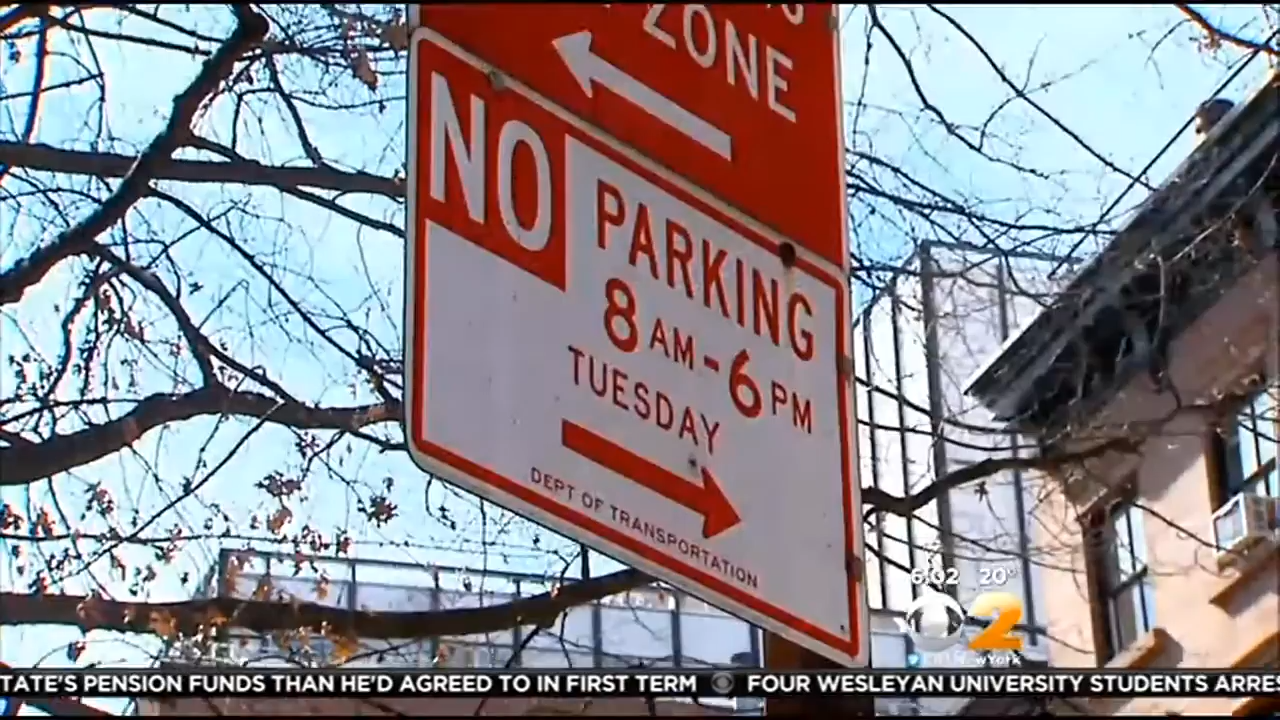 ZONE
NO
PARKING
8 AM - 6 PM
TUESDAY
DEPT OF TRANSPORTATION
6:02 20°
2
TATE'S PENSION FUNDS THAN HE'D AGREED TO IN FIRST TERM FOUR WESLEYAN UNIVERSITY STUDENTS ARRES